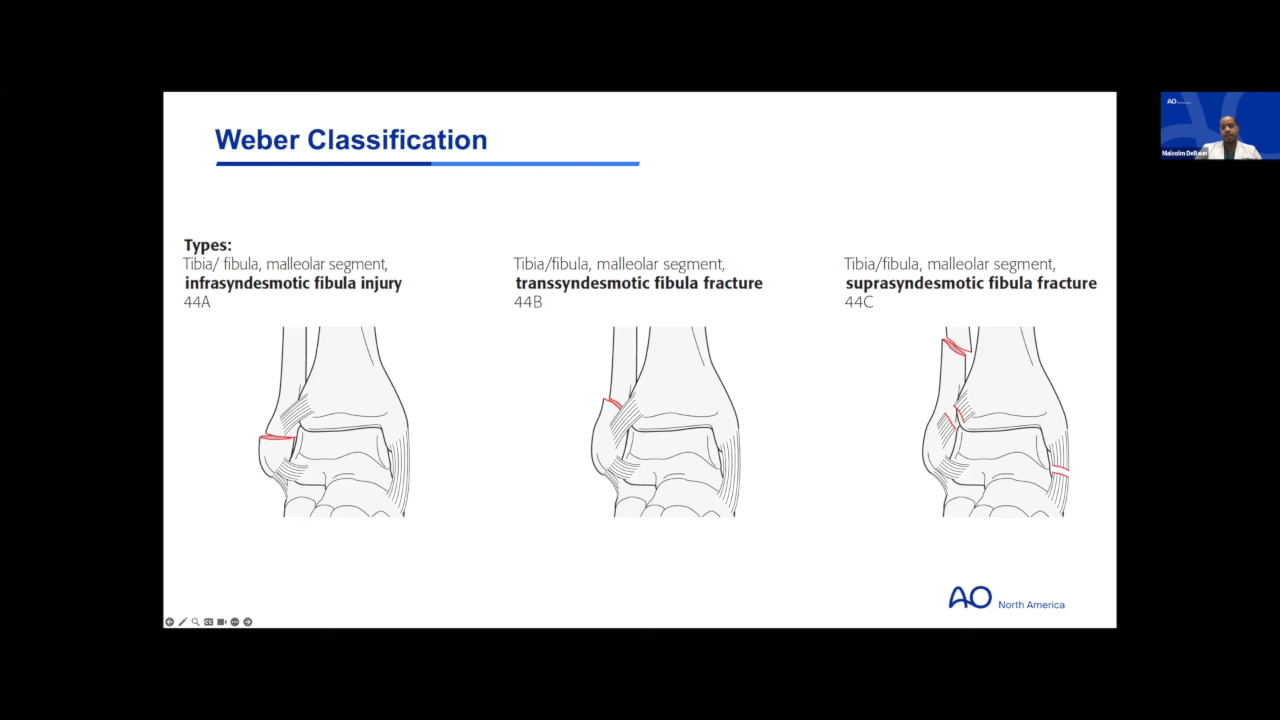 Weber Classification
Types:
Tibia/ fibula, malleolar segment,
infrasyndesmotic fibula injury
44A
Tibia/fibula, malleolar segment,
transsyndesmotic fibula fracture
44B
Tibia/fibula, malleolar segment,
suprasyndesmotic fibula fracture
44C
AO North America
AO
Malcolm DeBaun